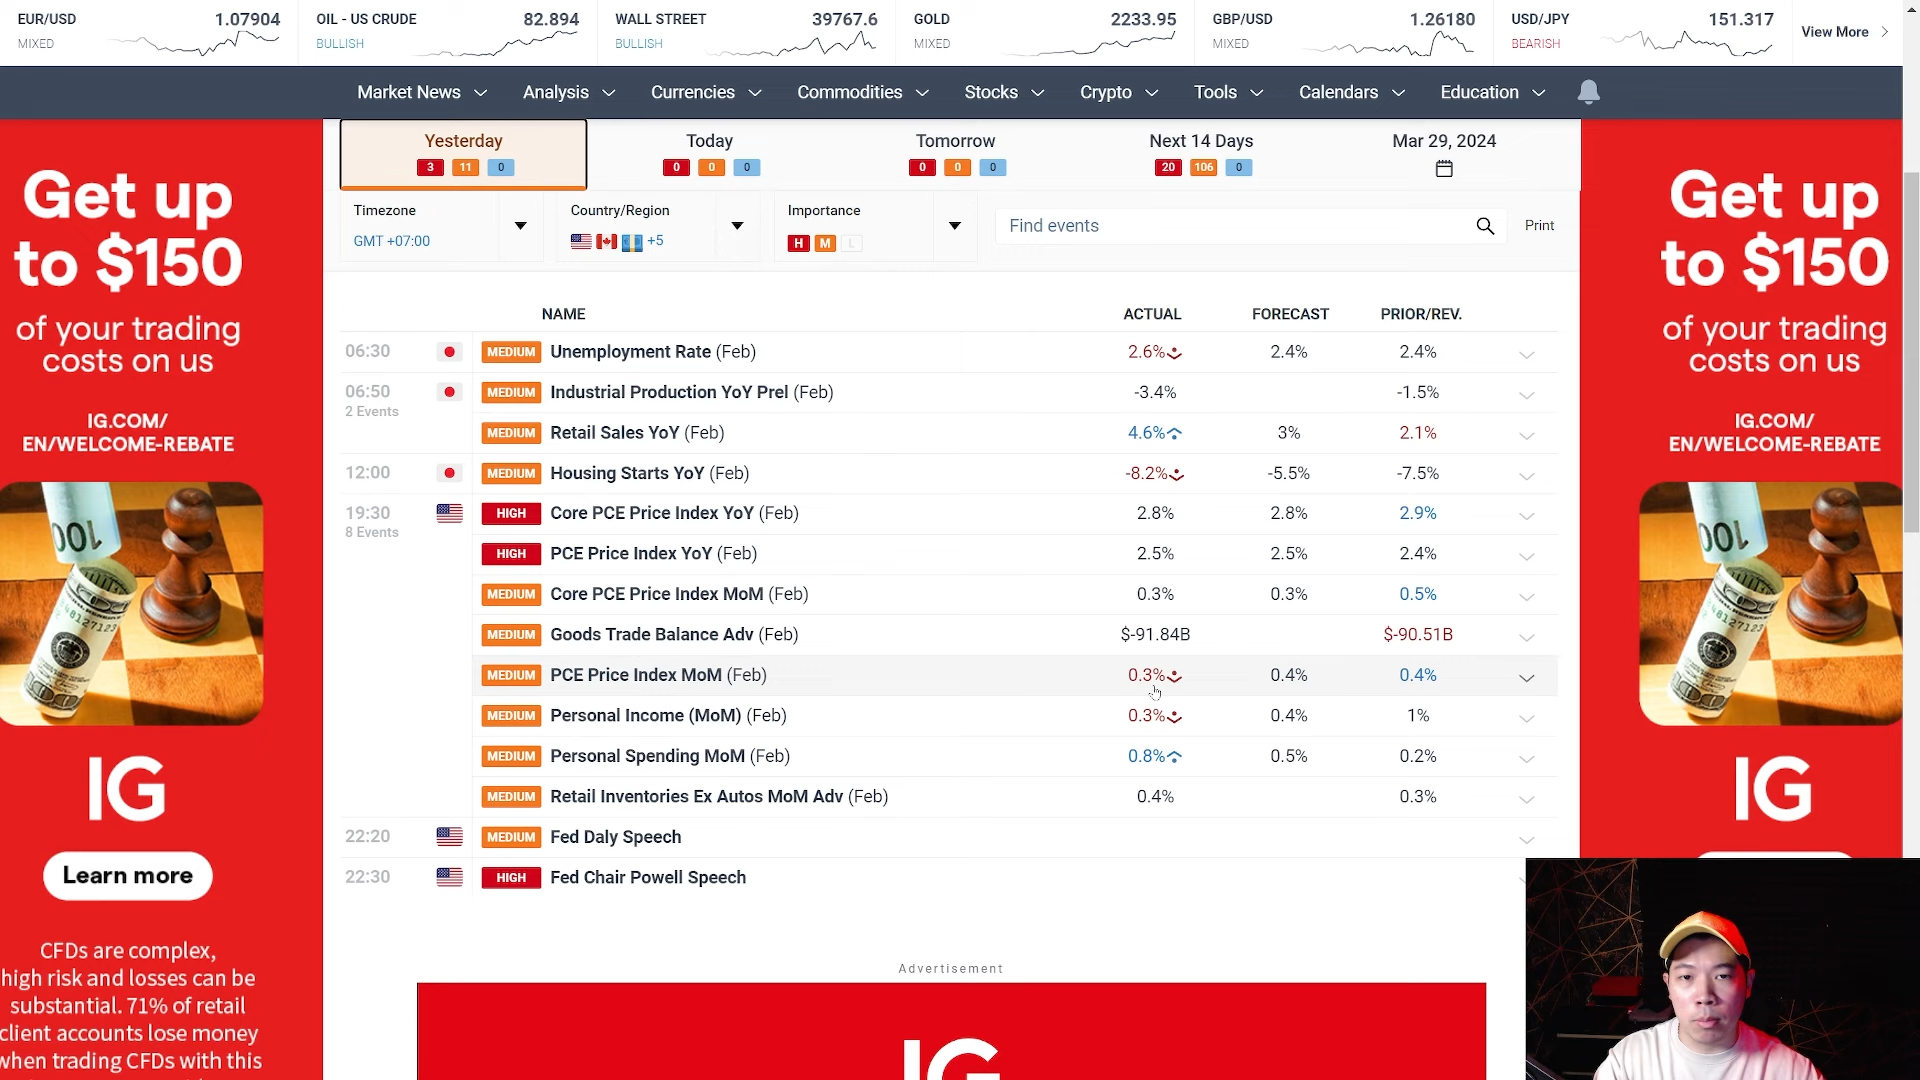 EUR/USD 1.07904
MIXED
OIL - US CRUDE 82.894
BULLISH
WALL STREET 39767.6
BULLISH
GOLD 2233.95
MIXED
GBP/USD 1.26180
MIXED
USD/JPY 151.317
BEARISH
View More
Market News Analysis Currencies Commodities Stocks Crypto Tools Calendars Education
Yesterday
3 11 0
Today
0 0 0
Tomorrow
0 0 0
Next 14 Days
20 106 0
Mar 29, 2024
Timezone
GMT +07:00
Country/Region
+5
Importance
H M L
Find events
Print
NAME ACTUAL FORECAST PRIOR/REV.
06:30 MEDIUM Unemployment Rate (Feb) 2.6% 2.4% 2.4%
06:50 MEDIUM Industrial Production YoY Prel (Feb) -3.4% -1.5%
2 Events
MEDIUM Retail Sales YoY (Feb) 4.6% 3% 2.1%
12:00 MEDIUM Housing Starts YoY (Feb) -8.2% -5.5% -7.5%
19:30 HIGH Core PCE Price Index YoY (Feb) 2.8% 2.8% 2.9%
8 Events
HIGH PCE Price Index YoY (Feb) 2.5% 2.5% 2.4%
MEDIUM Core PCE Price Index MoM (Feb) 0.3% 0.3% 0.5%
MEDIUM Goods Trade Balance Adv (Feb) $-91.84B $-90.51B
MEDIUM PCE Price Index MoM (Feb) 0.3% 0.4% 0.4%
MEDIUM Personal Income (MoM) (Feb) 0.3% 0.4% 1%
MEDIUM Personal Spending MoM (Feb) 0.8% 0.5% 0.2%
MEDIUM Retail Inventories Ex Autos MoM Adv (Feb) 0.4% 0.3%
22:20 MEDIUM Fed Daly Speech
22:30 HIGH Fed Chair Powell Speech
Advertisement
IG
Get up
to $150
of your trading
costs on us
IG.COM/
EN/WELCOME-REBATE
100
IG
Learn more
CFDs are complex,
high risk and losses can be
substantial. 71% of retail
client accounts lose money
when trading CFDs with this
Get up
to $150
of your trading
costs on us
IG.COM/
EN/WELCOME-REBATE
100
IG